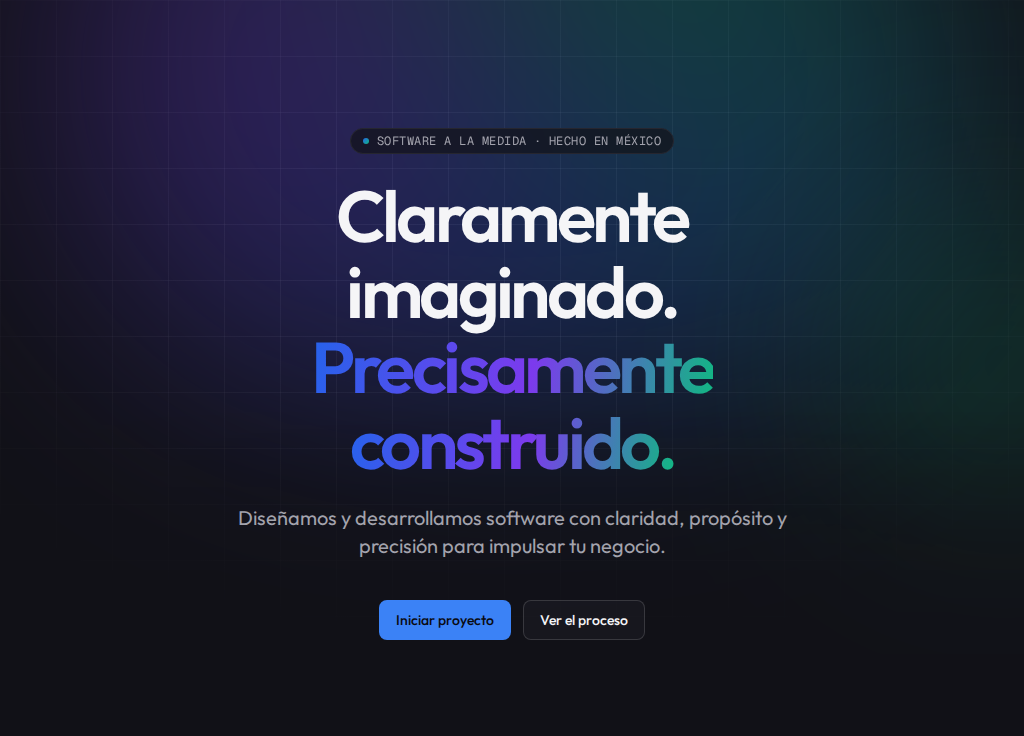 SOFTWARE A LA MEDIDA · HECHO EN MÉXICO
Claramente
imaginado.
Precisamente
construido.
Diseñamos y desarrollamos software con claridad, propósito y
precisión para impulsar tu negocio.
Iniciar proyecto
Ver el proceso